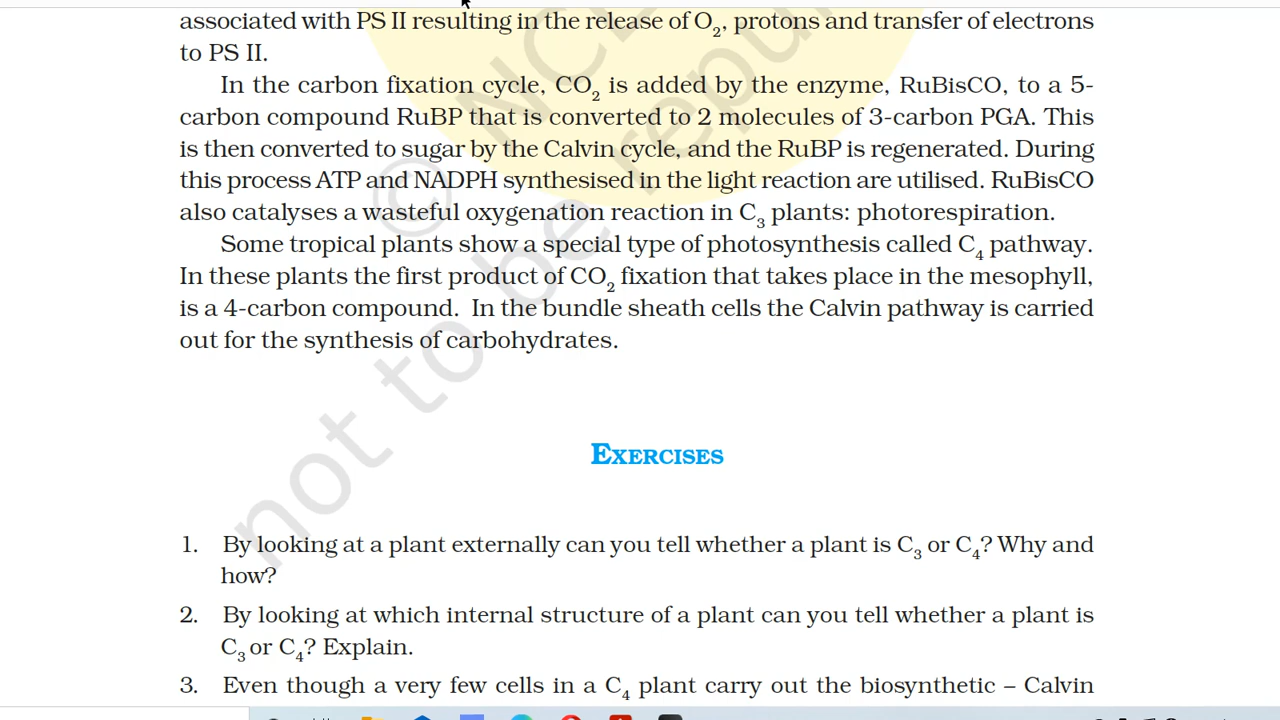 associated with PS II resulting in the release of O₂, protons and transfer of electrons
to PS II.
In the carbon fixation cycle, CO₂ is added by the enzyme, RuBisCO, to a 5-
carbon compound RuBP that is converted to 2 molecules of 3-carbon PGA. This
is then converted to sugar by the Calvin cycle, and the RuBP is regenerated. During
this process ATP and NADPH synthesised in the light reaction are utilised. RuBisCO
also catalyses a wasteful oxygenation reaction in C₃ plants: photorespiration.
Some tropical plants show a special type of photosynthesis called C₄ pathway.
In these plants the first product of CO₂ fixation that takes place in the mesophyll,
is a 4-carbon compound. In the bundle sheath cells the Calvin pathway is carried
out for the synthesis of carbohydrates.
EXERCISES
1. By looking at a plant externally can you tell whether a plant is C₃ or C₄? Why and
how?
2. By looking at which internal structure of a plant can you tell whether a plant is
C₃ or C₄? Explain.
3. Even though a very few cells in a C₄ plant carry out the biosynthetic – Calvin
© NC
not to be repu